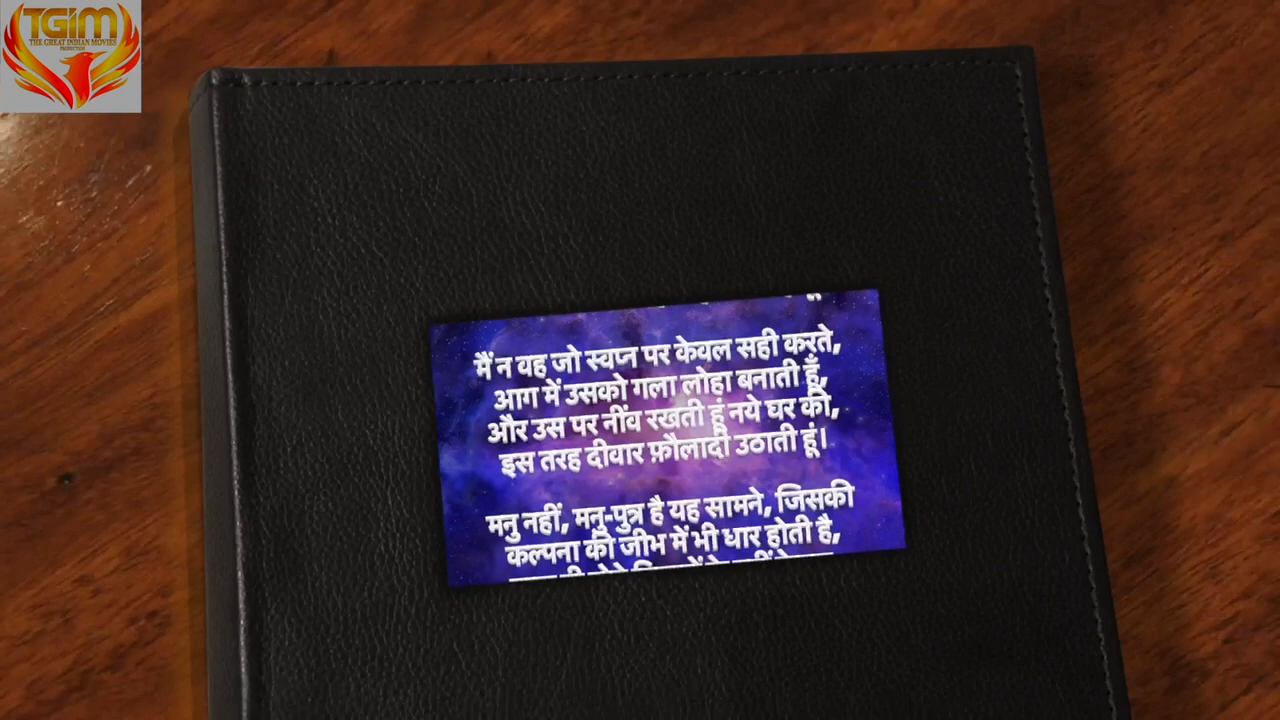 TGIM
THE GREAT INDIAN MOVIES
PRODUCTION
मैं न वह जो स्वप्न पर केवल सही करते,
आग में उसको गला लोहा बनाती हूँ,
और उस पर नींव रखती हूं नये घर की,
इस तरह दीवार फ़ौलादी उठाती हूं।
मनु नहीं, मनु-पुत्र है यह सामने, जिसकी
कल्पना की जीभ में भी धार होती है,